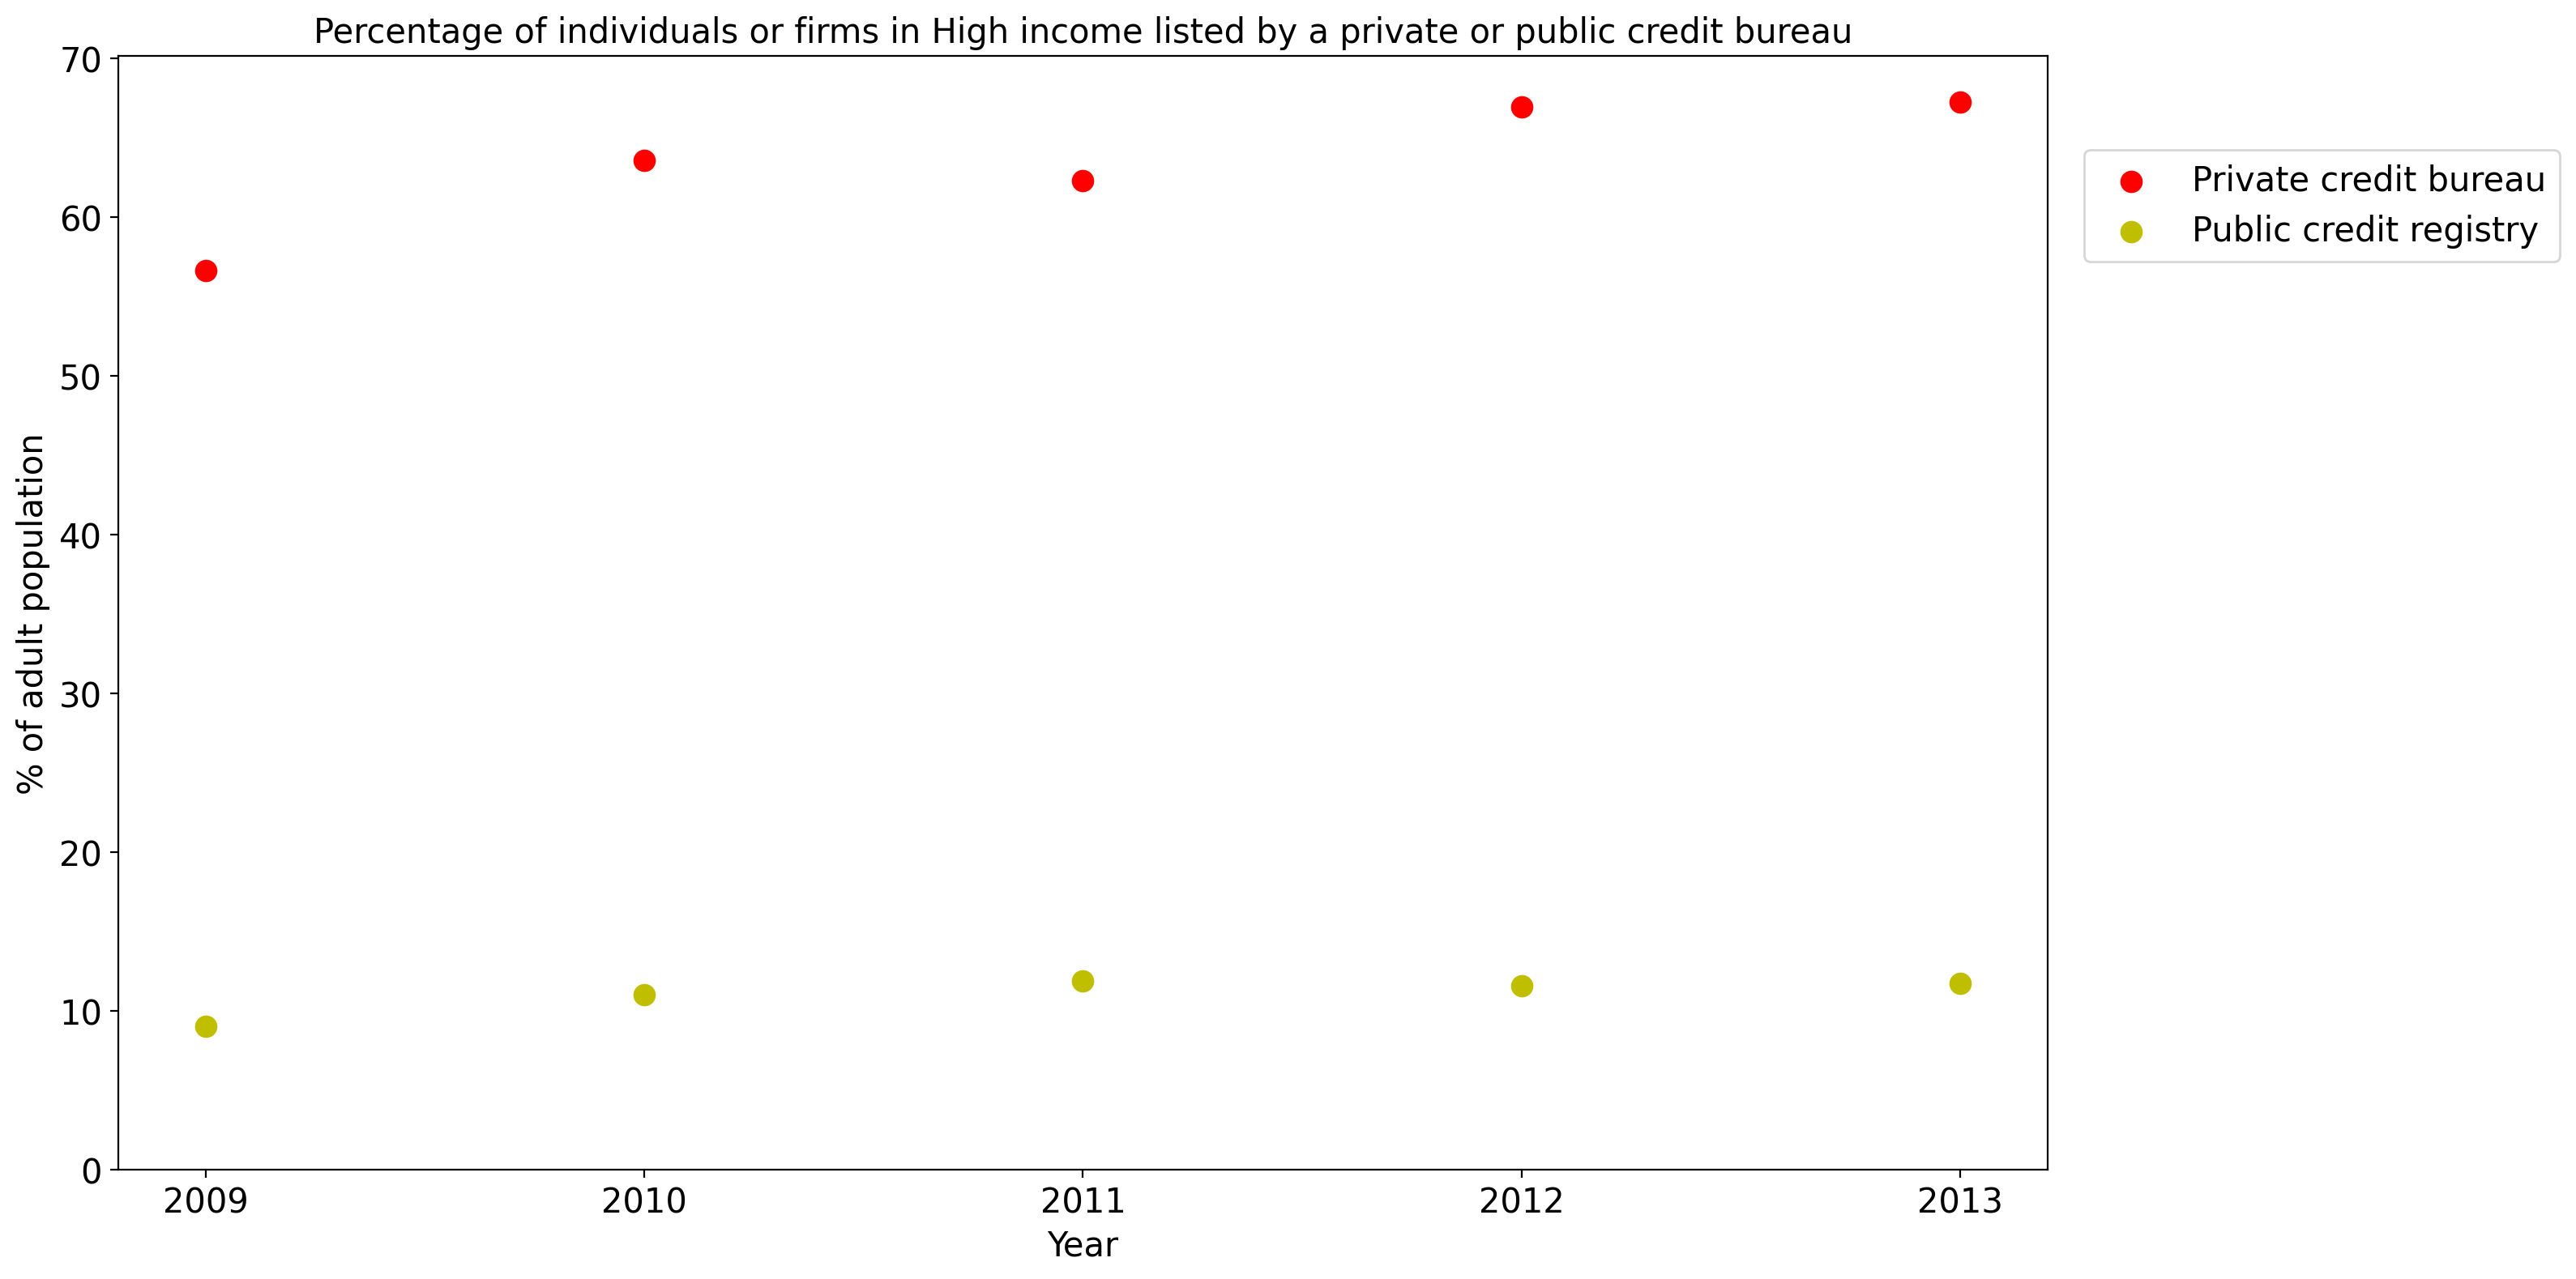 Percentage of individuals or firms in High income listed by a private or public credit bureau
70
60
50
40
30
20
10
0
% of adult population
2009 2010 2011 2012 2013
Year
Private credit bureau
Public credit registry